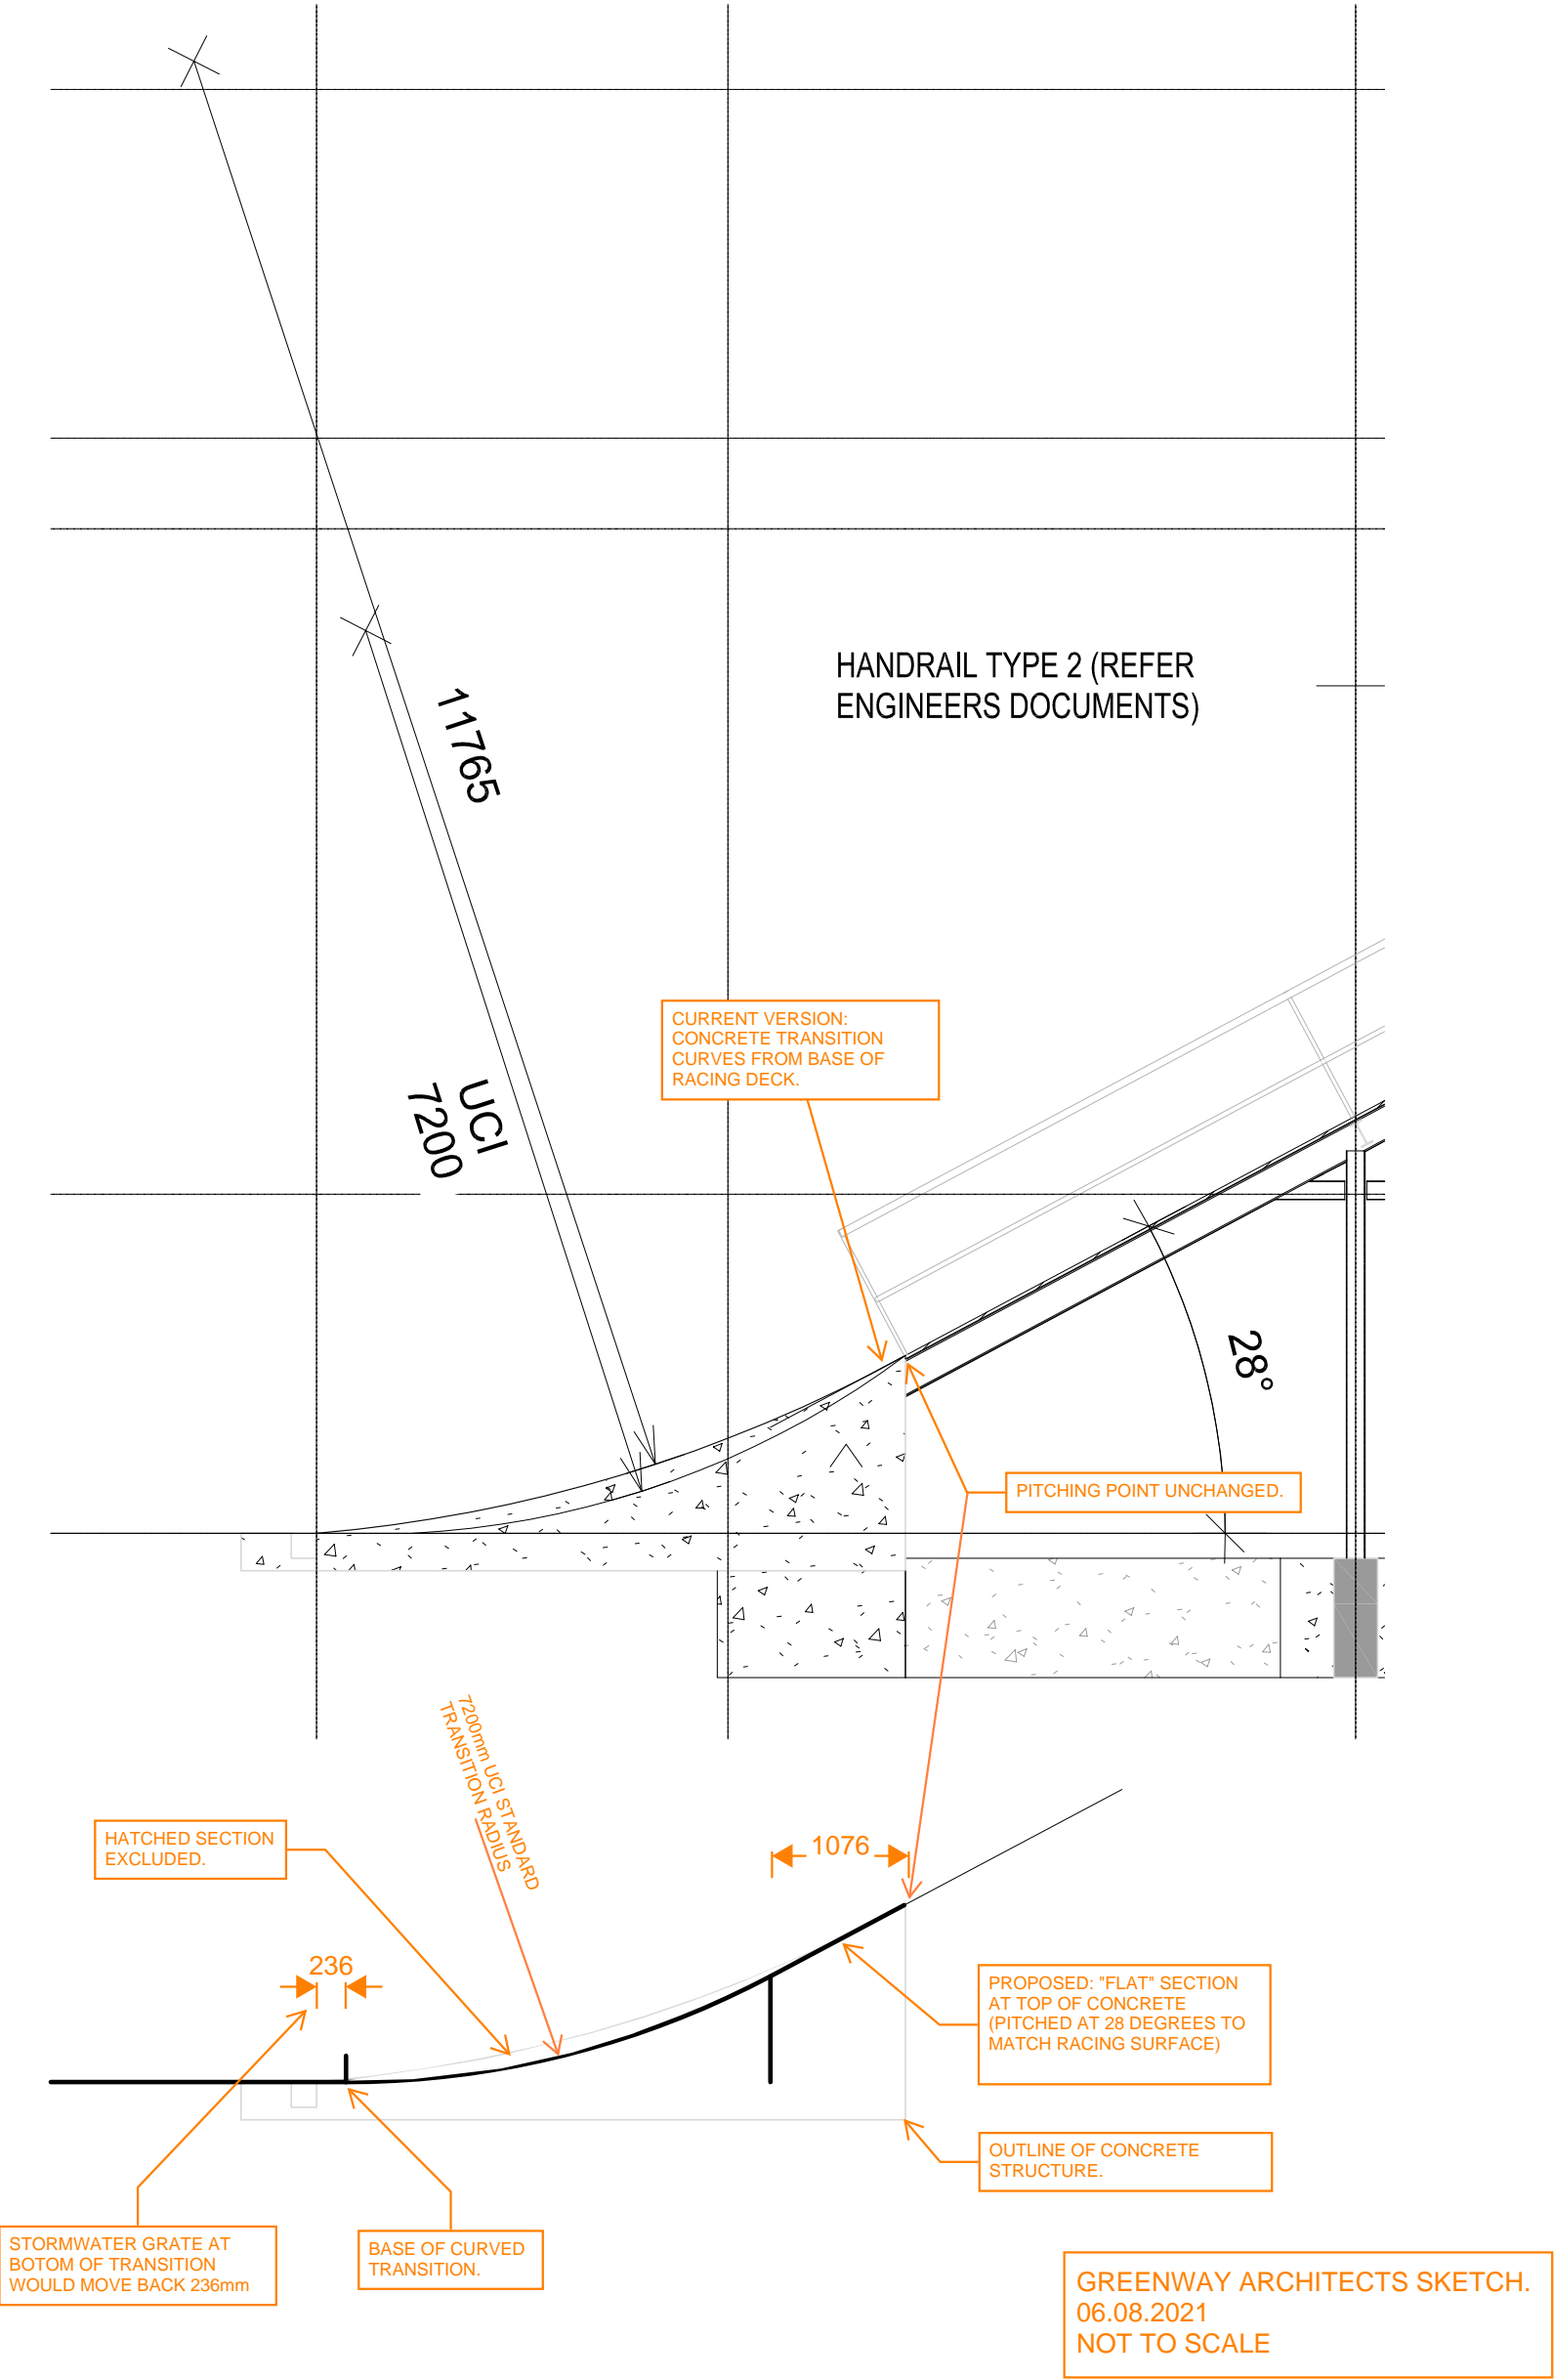 11765
HANDRAIL TYPE 2 (REFER
ENGINEERS DOCUMENTS)
UCI
7200
CURRENT VERSION:
CONCRETE TRANSITION
CURVES FROM BASE OF
RACING DECK.
28°
PITCHING POINT UNCHANGED.
7200mm UCI STANDARD
TRANSITION RADIUS
HATCHED SECTION
EXCLUDED.
1076
236
PROPOSED: "FLAT" SECTION
AT TOP OF CONCRETE
(PITCHED AT 28 DEGREES TO
MATCH RACING SURFACE)
OUTLINE OF CONCRETE
STRUCTURE.
STORMWATER GRATE AT
BOTOM OF TRANSITION
WOULD MOVE BACK 236mm
BASE OF CURVED
TRANSITION.
GREENWAY ARCHITECTS SKETCH.
06.08.2021
NOT TO SCALE